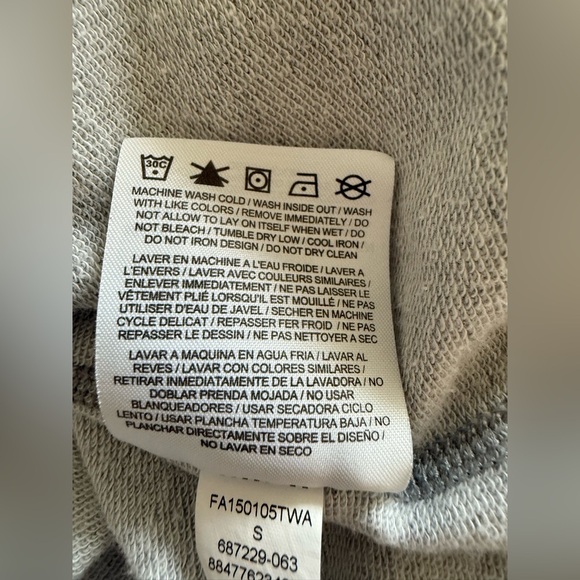 30C
MACHINE WASH COLD / WASH INSIDE OUT / WASH
WITH LIKE COLORS / REMOVE IMMEDIATELY / DO
NOT ALLOW TO LAY ON ITSELF WHEN WET / DO
NOT BLEACH / TUMBLE DRY LOW / COOL IRON /
DO NOT IRON DESIGN / DO NOT DRY CLEAN
LAVER EN MACHINE A L'EAU FROIDE / LAVER A
L'ENVERS / LAVER AVEC COULEURS SIMILAIRES /
ENLEVER IMMEDIATEMENT / NE PAS LAISSER LE
VÊTEMENT PLIÉ LORSQU'IL EST MOUILLÉ / NE PAS
UTILISER D'EAU DE JAVEL / SECHER EN MACHINE
CYCLE DELICAT / REPASSER FER FROID / NE PAS
REPASSER LE DESSIN / NE PAS NETTOYER A SEC
LAVAR A MAQUINA EN AGUA FRIA / LAVAR AL
REVES / LAVAR CON COLORES SIMILARES /
RETIRAR INMEDIATAMENTE DE LA LAVADORA / NO
DOBLAR PRENDA MOJADA / NO USAR
BLANQUEADORES / USAR SECADORA CICLO
LENTO / USAR PLANCHA TEMPERATURA BAJA / NO
PLANCHAR DIRECTAMENTE SOBRE EL DISEÑO /
NO LAVAR EN SECO
FA150105TWA
S
687229-063